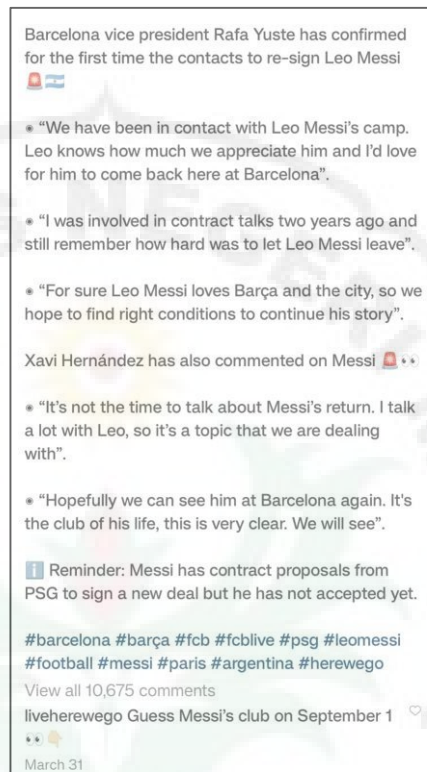 Barcelona vice president Rafa Yuste has confirmed
for the first time the contacts to re-sign Leo Messi
🚨🇦🇷
◉ “We have been in contact with Leo Messi’s camp.
Leo knows how much we appreciate him and I’d love
for him to come back here at Barcelona”.
◉ “I was involved in contract talks two years ago and
still remember how hard was to let Leo Messi leave”.
◉ “For sure Leo Messi loves Barça and the city, so we
hope to find right conditions to continue his story”.
Xavi Hernández has also commented on Messi 🚨👀
◉ “It’s not the time to talk about Messi’s return. I talk
a lot with Leo, so it’s a topic that we are dealing
with”.
◉ “Hopefully we can see him at Barcelona again. It's
the club of his life, this is very clear. We will see”.
ℹ️ Reminder: Messi has contract proposals from
PSG to sign a new deal but he has not accepted yet.
#barcelona #barça #fcb #fcblive #psg #leomessi
#football #messi #paris #argentina #herewego
View all 10,675 comments
liveherewego Guess Messi’s club on September 1
👀👇
March 31